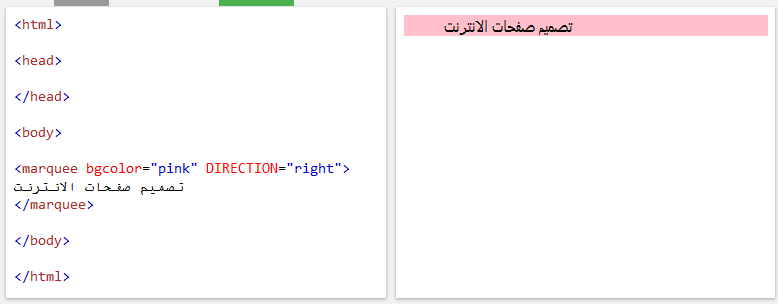 <html>
<head>
</head>
<body>
<marquee bgcolor="pink" DIRECTION="right">
تصميم صفحات الانترنت
</marquee>
</body>
</html>
تصميم صفحات الانترنت